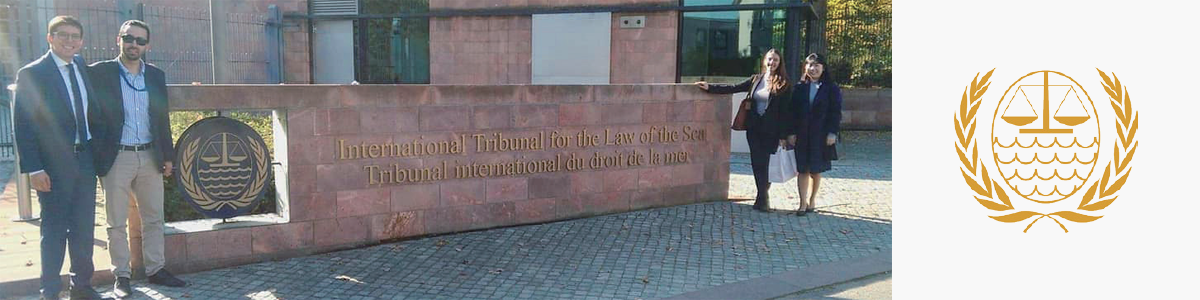 International Tribunal for the Law of the Sea
Tribunal international du droit de la mer